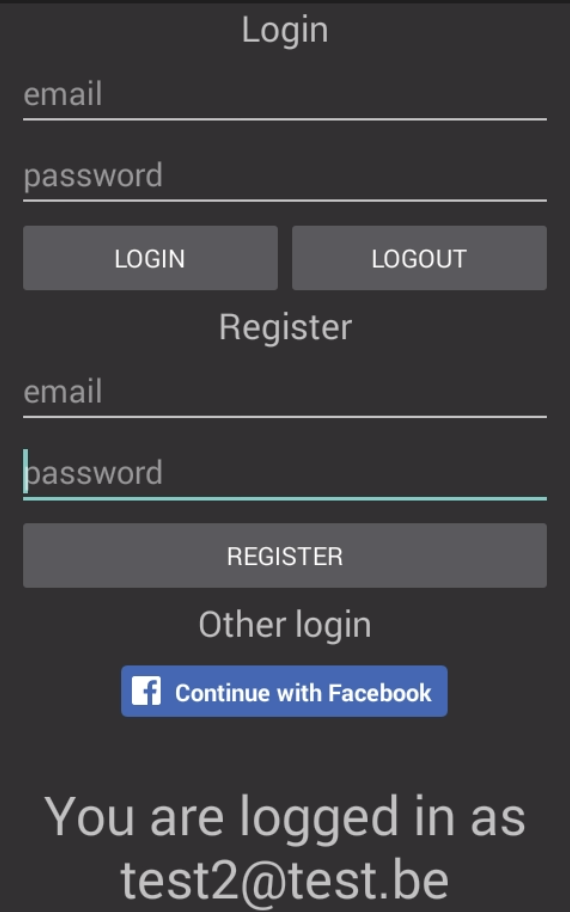 Login
email
password
LOGIN LOGOUT
Register
email
password
REGISTER
Other login
Continue with Facebook
You are logged in as
test2@test.be